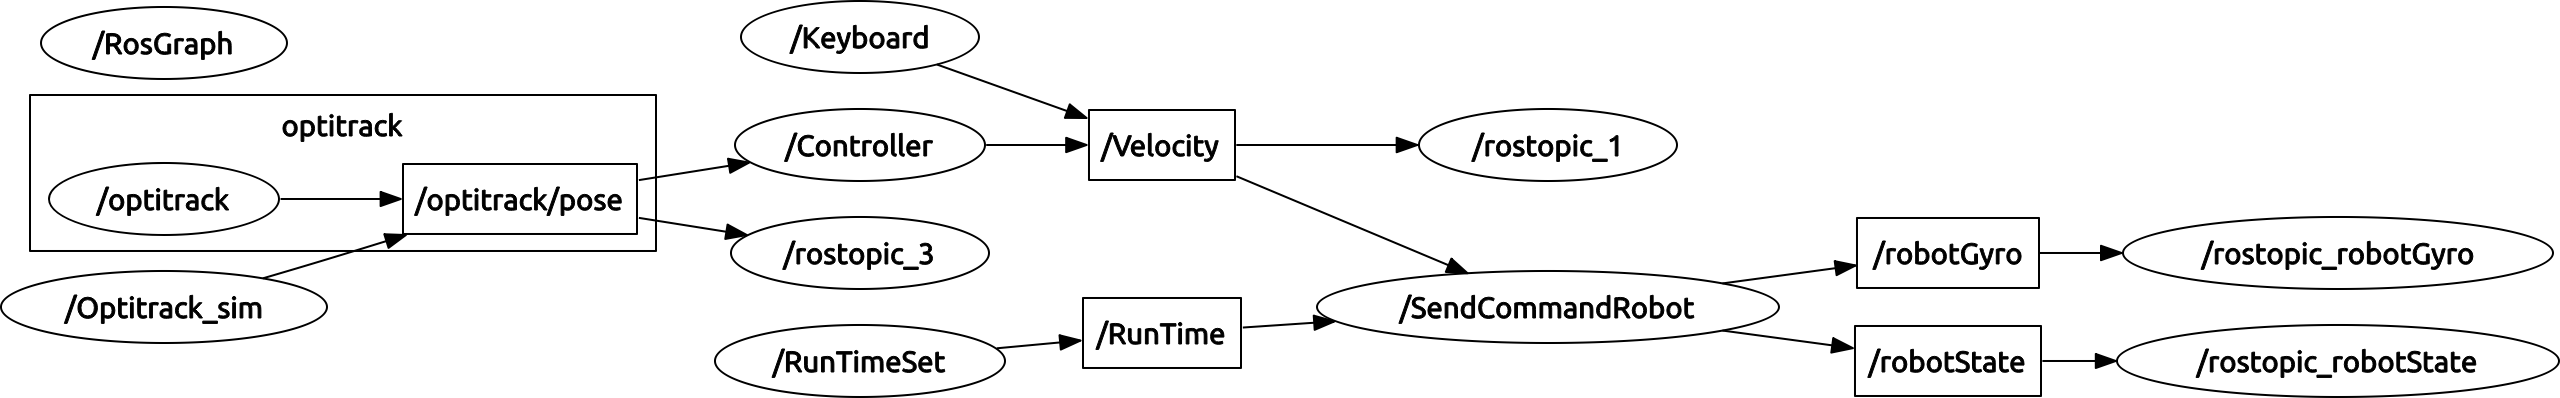 /RosGraph
optitrack
/optitrack
/optitrack/pose
/Optitrack_sim
/Keyboard
/Controller
/rostopic_3
/RunTimeSet
/Velocity
/RunTime
/rostopic_1
/SendCommandRobot
/robotGyro
/robotState
/rostopic_robotGyro
/rostopic_robotState